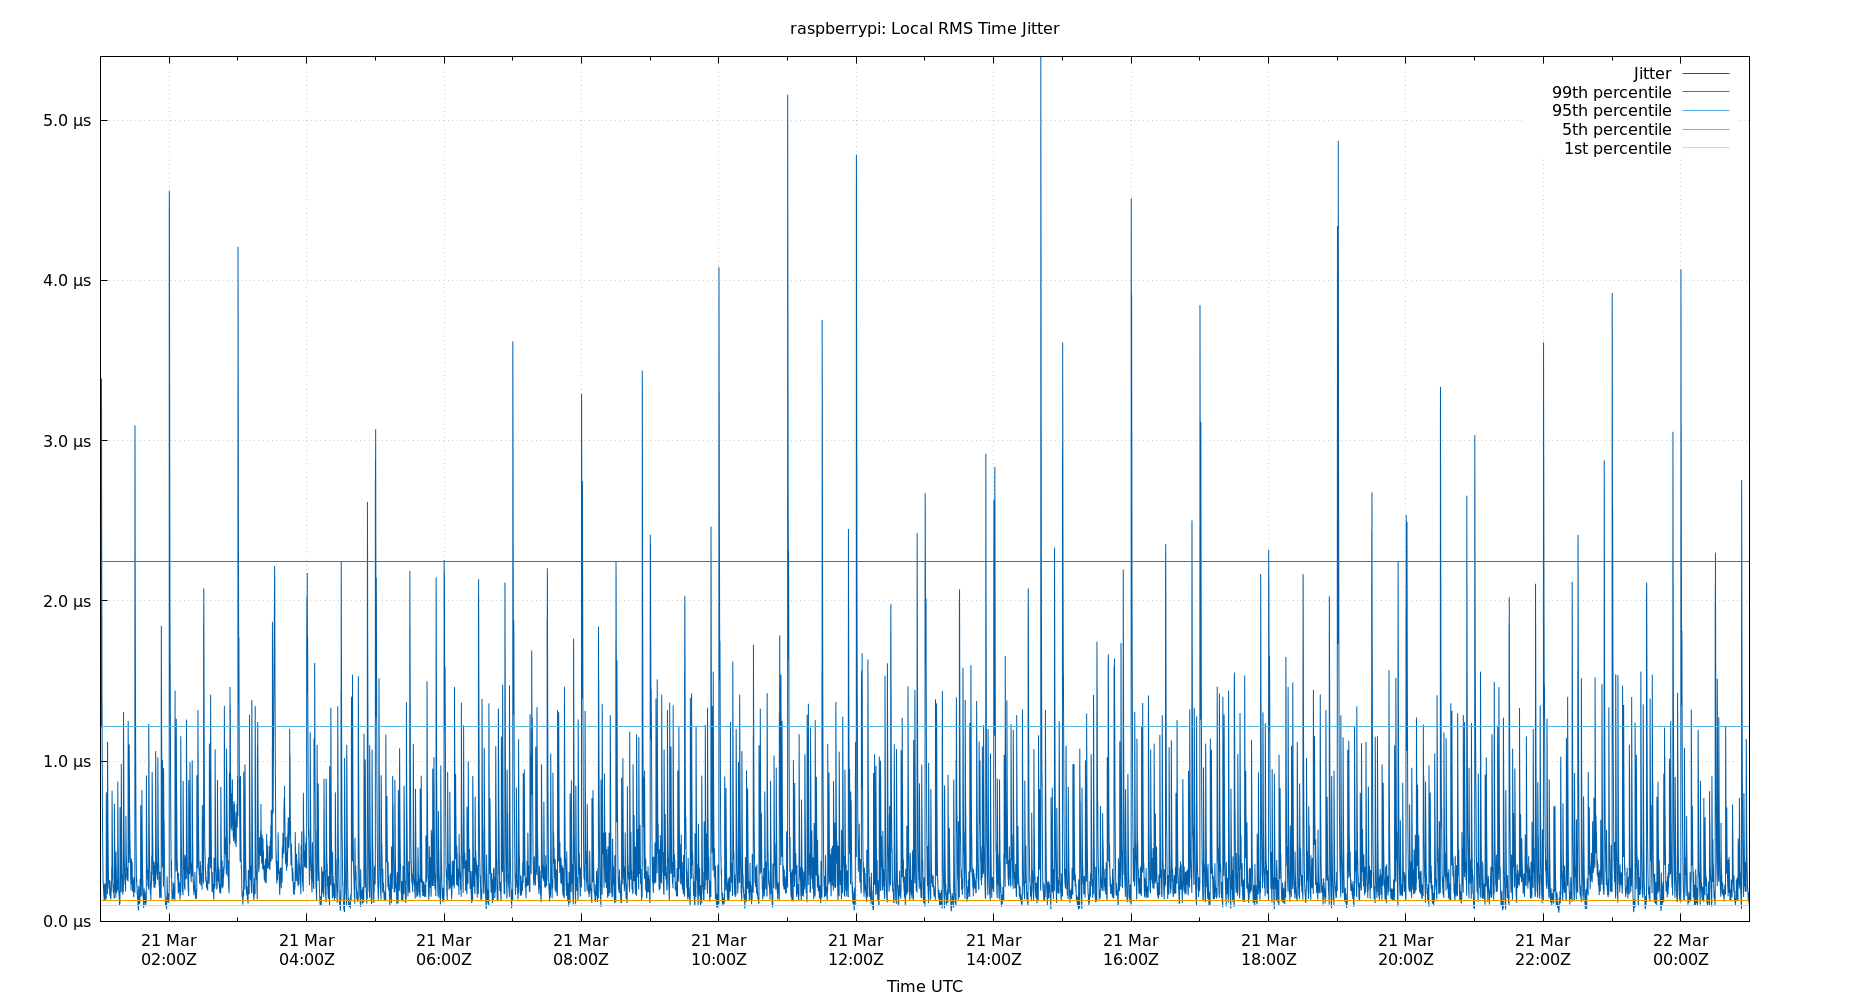 raspberrypi: Local RMS Time Jitter
Jitter
99th percentile
95th percentile
5th percentile
1st percentile
5.0 µs
4.0 µs
3.0 µs
2.0 µs
1.0 µs
0.0 µs
21 Mar 21 Mar 21 Mar 21 Mar 21 Mar 21 Mar 21 Mar 21 Mar 21 Mar 21 Mar 21 Mar 22 Mar
02:00Z 04:00Z 06:00Z 08:00Z 10:00Z 12:00Z 14:00Z 16:00Z 18:00Z 20:00Z 22:00Z 00:00Z
Time UTC